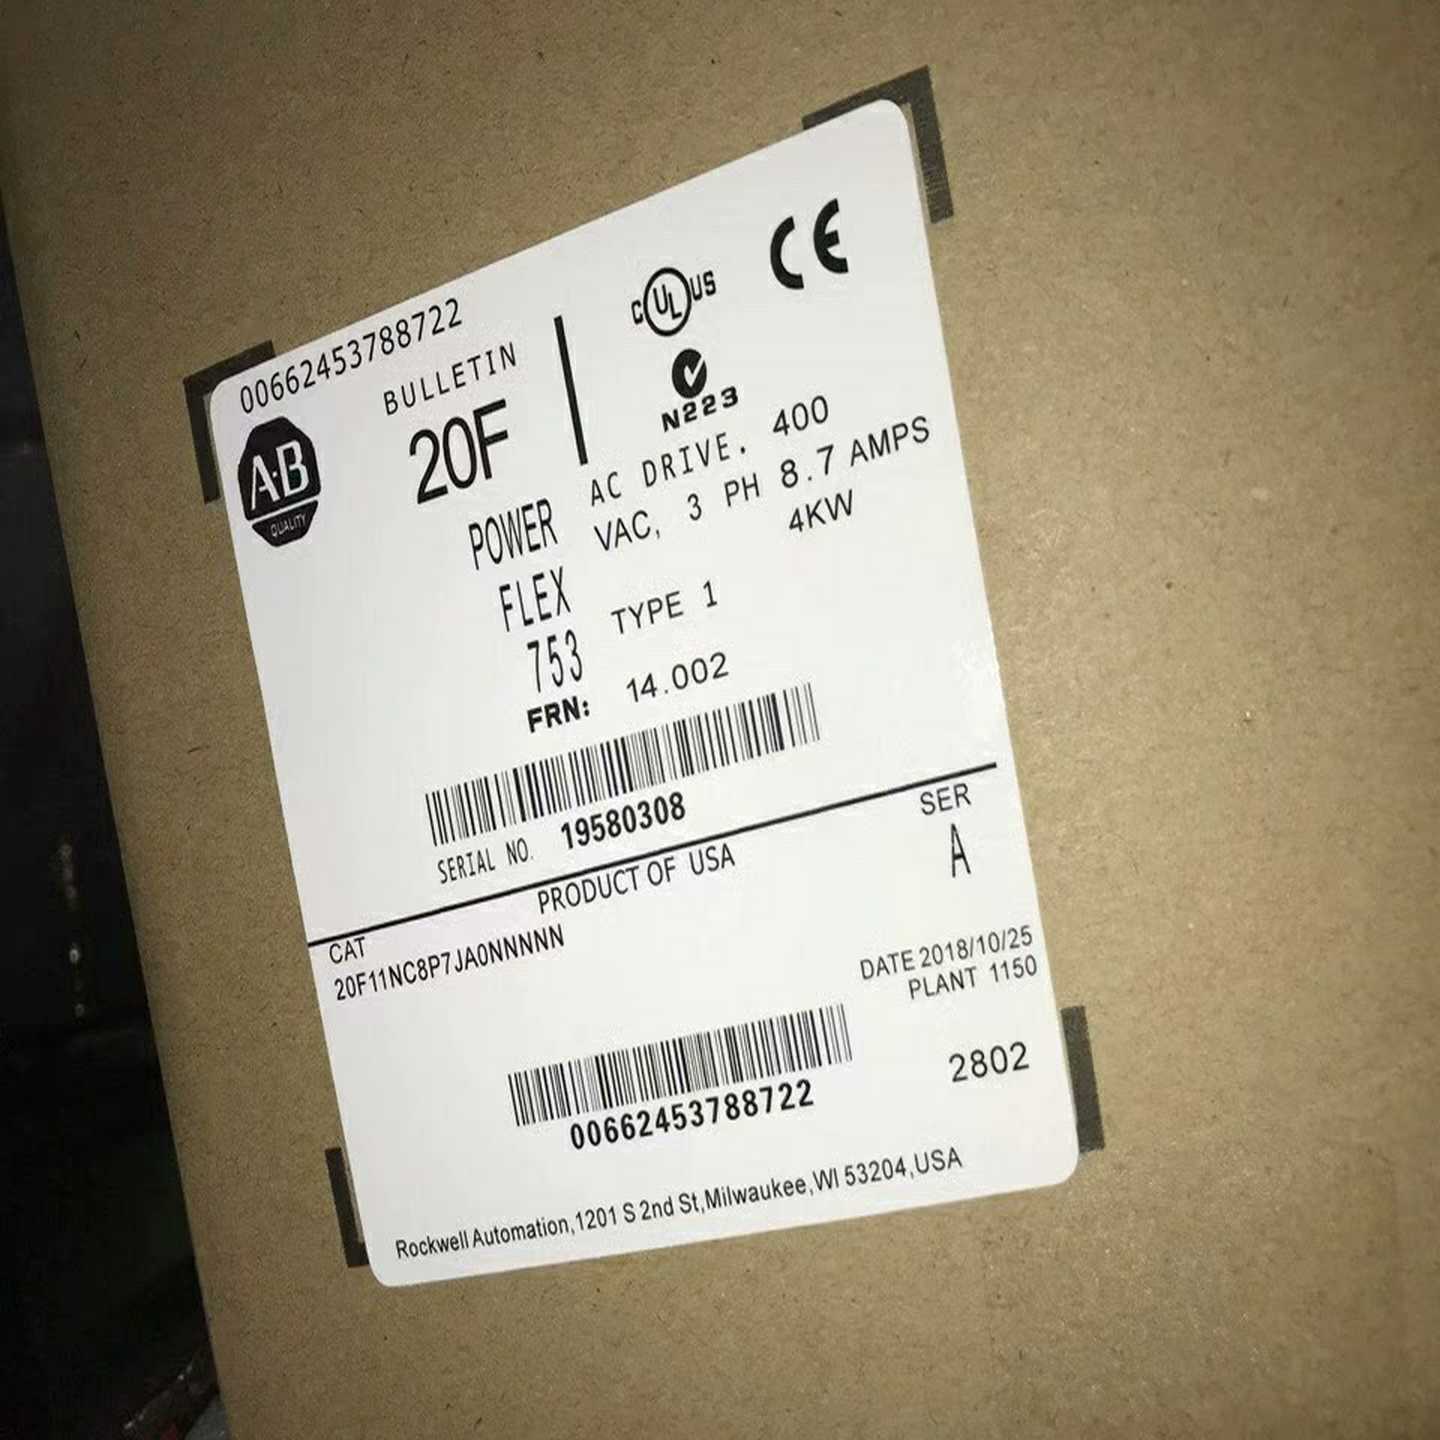 00662453788722
BULLETIN
20F
A·B
QUALITY
C UL US
CE
N223
AC DRIVE, 400
VAC, 3 PH 8.7 AMPS
4KW
POWER
FLEX
753
TYPE 1
FRN: 14.002
SERIAL NO. 19580308
PRODUCT OF USA
SER
A
CAT
20F11NC8P7JA0NNNNN
DATE 2018/10/25
PLANT 1150
2802
00662453788722
Rockwell Automation,1201 S 2nd St,Milwaukee,WI 53204,USA